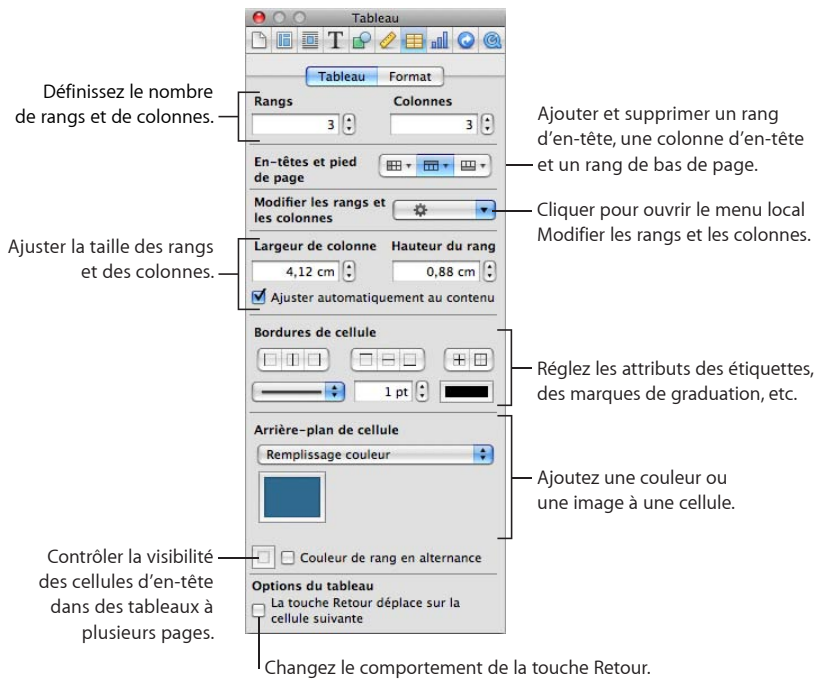 Tableau
T
Tableau Format
Définissez le nombre
de rangs et de colonnes.
Rangs Colonnes
3 3
Ajouter et supprimer un rang
d'en-tête, une colonne d'en-tête
et un rang de bas de page.
En-têtes et pied
de page
Modifier les rangs et
les colonnes
Cliquer pour ouvrir le menu local
Modifier les rangs et les colonnes.
Ajuster la taille des rangs
et des colonnes.
Largeur de colonne Hauteur du rang
4,12 cm 0,88 cm
Ajuster automatiquement au contenu
Bordures de cellule
1 pt
Réglez les attributs des étiquettes,
des marques de graduation, etc.
Arrière-plan de cellule
Remplissage couleur
Ajoutez une couleur ou
une image à une cellule.
Contrôler la visibilité
des cellules d'en-tête
dans des tableaux à
plusieurs pages.
Couleur de rang en alternance
Options du tableau
La touche Retour déplace sur la
cellule suivante
Changez le comportement de la touche Retour.